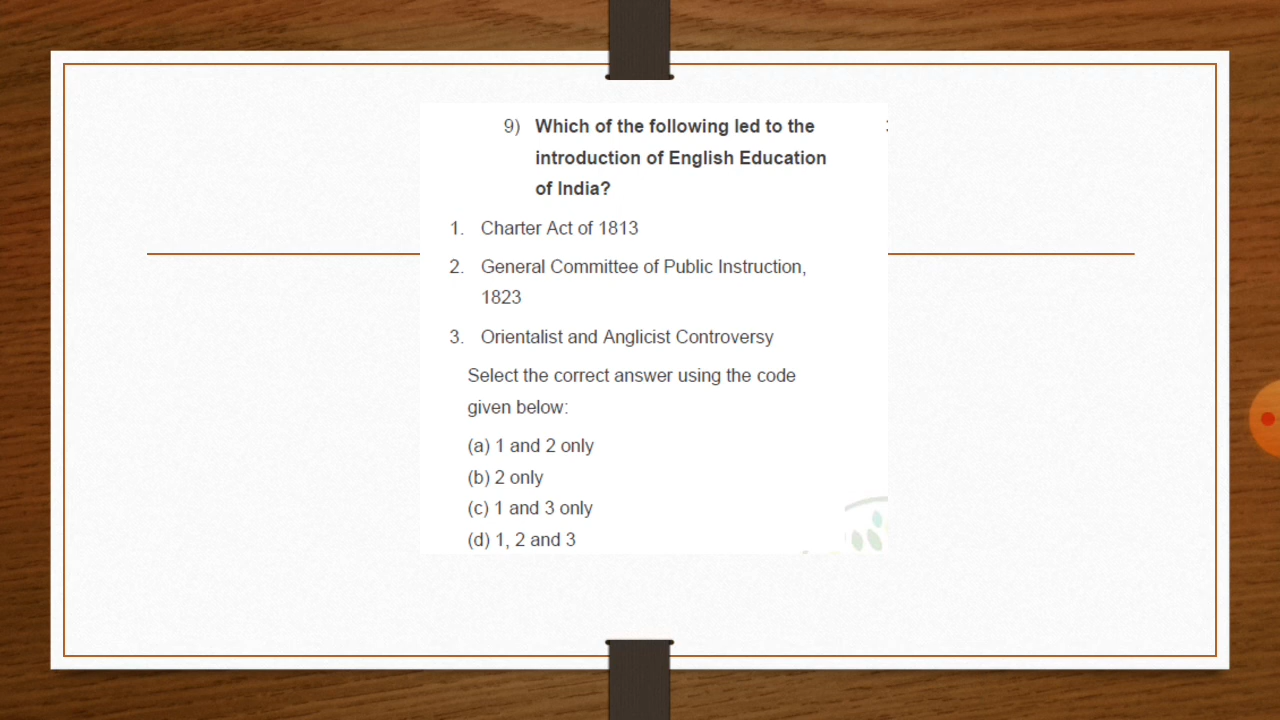 9) Which of the following led to the
introduction of English Education
of India?
1. Charter Act of 1813
2. General Committee of Public Instruction,
1823
3. Orientalist and Anglicist Controversy
Select the correct answer using the code
given below:
(a) 1 and 2 only
(b) 2 only
(c) 1 and 3 only
(d) 1, 2 and 3